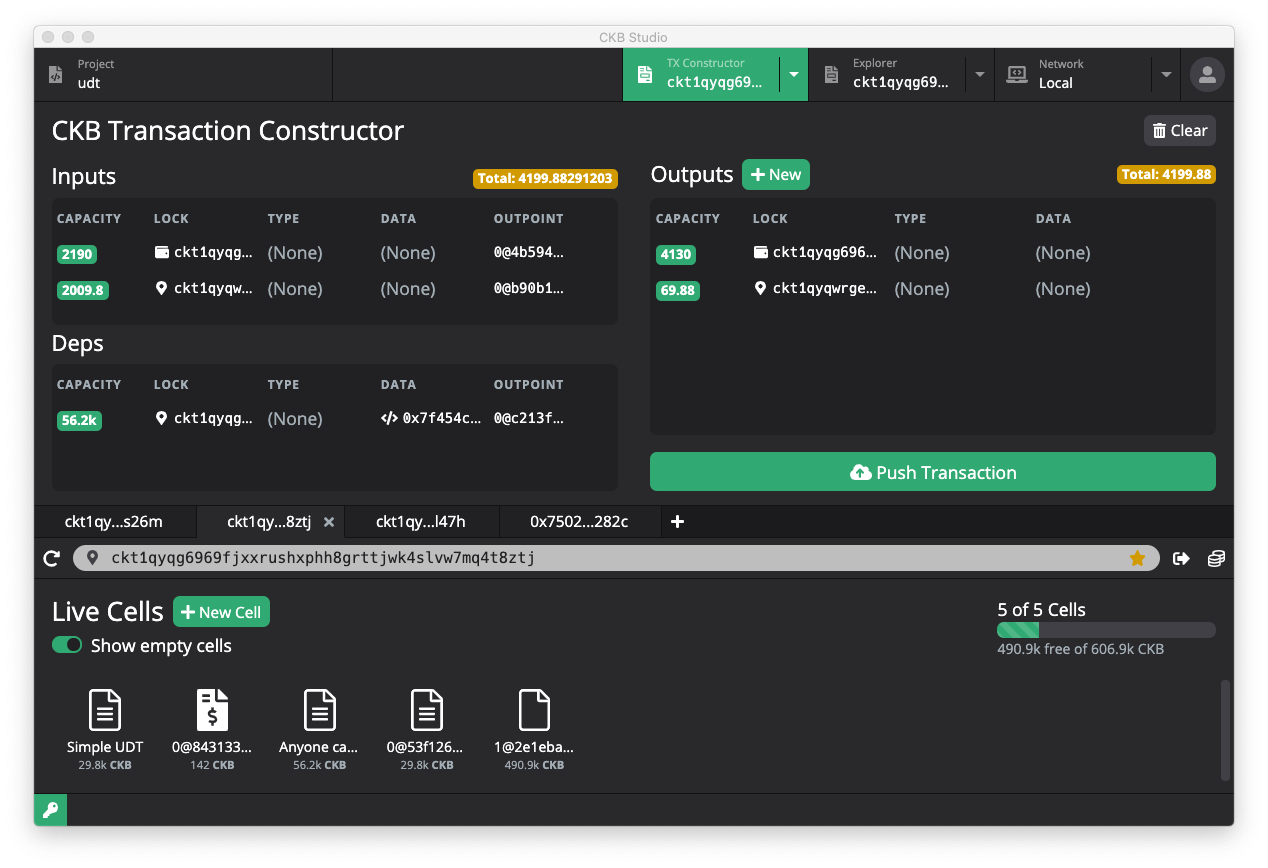 CKB Studio
Project
udt
TX Constructor
ckt1qyqg69...
Explorer
ckt1qyqg69...
Network
Local
CKB Transaction Constructor
Clear
Inputs
Total: 4199.88291203
CAPACITY LOCK TYPE DATA OUTPOINT
2190 ckt1qyqg... (None) (None) 0@4b594...
2009.8 ckt1qyqw... (None) (None) 0@b90b1...
Deps
CAPACITY LOCK TYPE DATA OUTPOINT
56.2k ckt1qyqg... (None) </> 0x7f454c... 0@c213f...
Outputs
+ New
Total: 4199.88
CAPACITY LOCK TYPE DATA
4130 ckt1qyqg696... (None) (None)
69.88 ckt1qyqwrge... (None) (None)
Push Transaction
ckt1qy...s26m
ckt1qy...8ztj ×
ckt1qy...l47h
0x7502...282c
+
ckt1qyqg6969fjxxrushxphh8grttjwk4slvw7mq4t8ztj
Live Cells
+ New Cell
Show empty cells
5 of 5 Cells
490.9k free of 606.9k CKB
Simple UDT
29.8k CKB
0@843133...
142 CKB
Anyone ca...
56.2k CKB
0@53f126...
29.8k CKB
1@2e1eba...
490.9k CKB